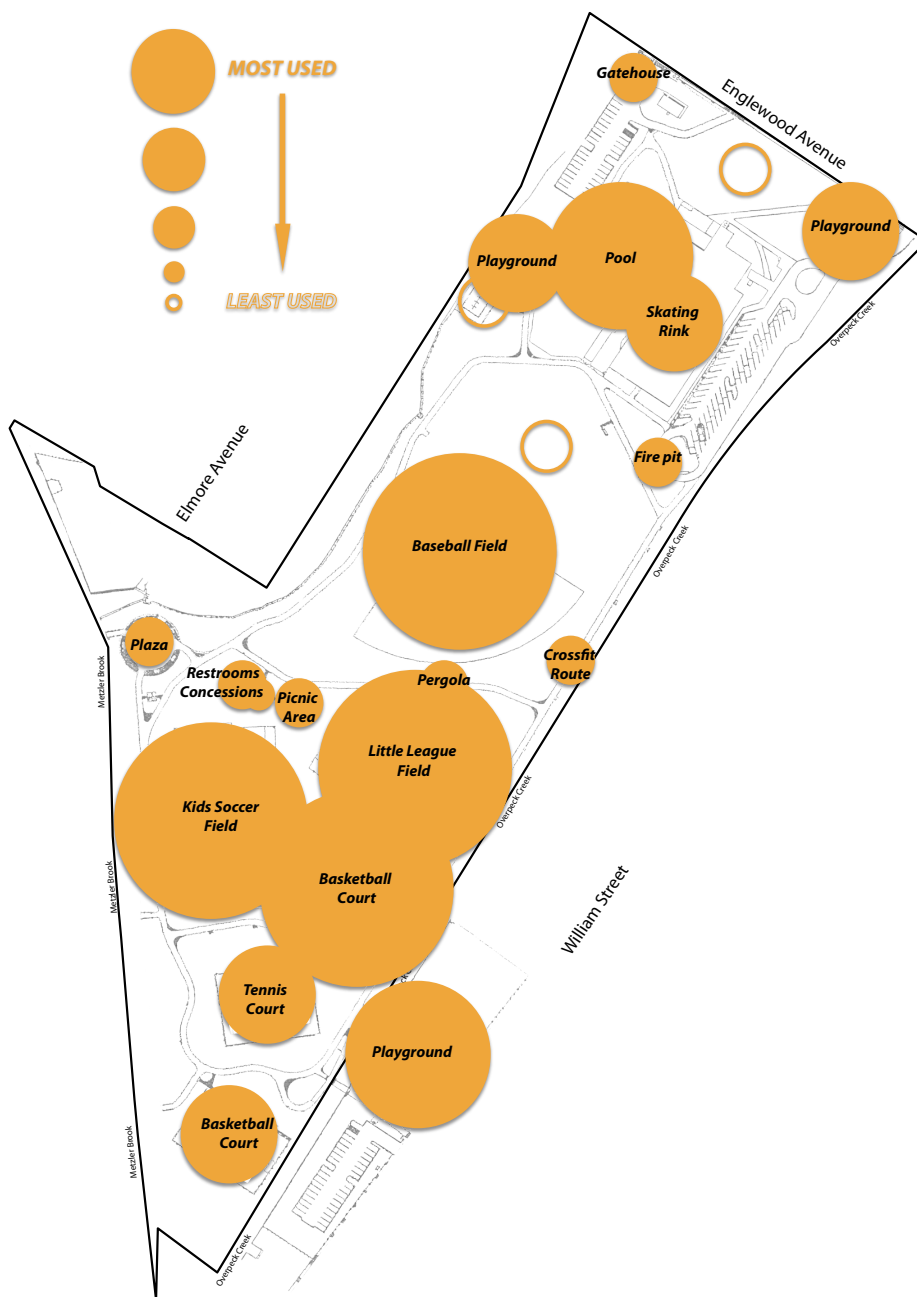 MOST USED
LEAST USED
Gatehouse
Englewood Avenue
Playground
Playground
Pool
Skating
Rink
Overpeck Creek
Elmore Avenue
Fire pit
Baseball Field
Overpeck Creek
Plaza
Metzler Brook
Restrooms
Concessions
Picnic
Area
Pergola
Crossfit
Route
Little League
Field
Overpeck Creek
Kids Soccer
Field
Metzler Brook
Basketball
Court
William Street
Tennis
Court
Playground
Basketball
Court
Metzler Brook
Overpeck Creek